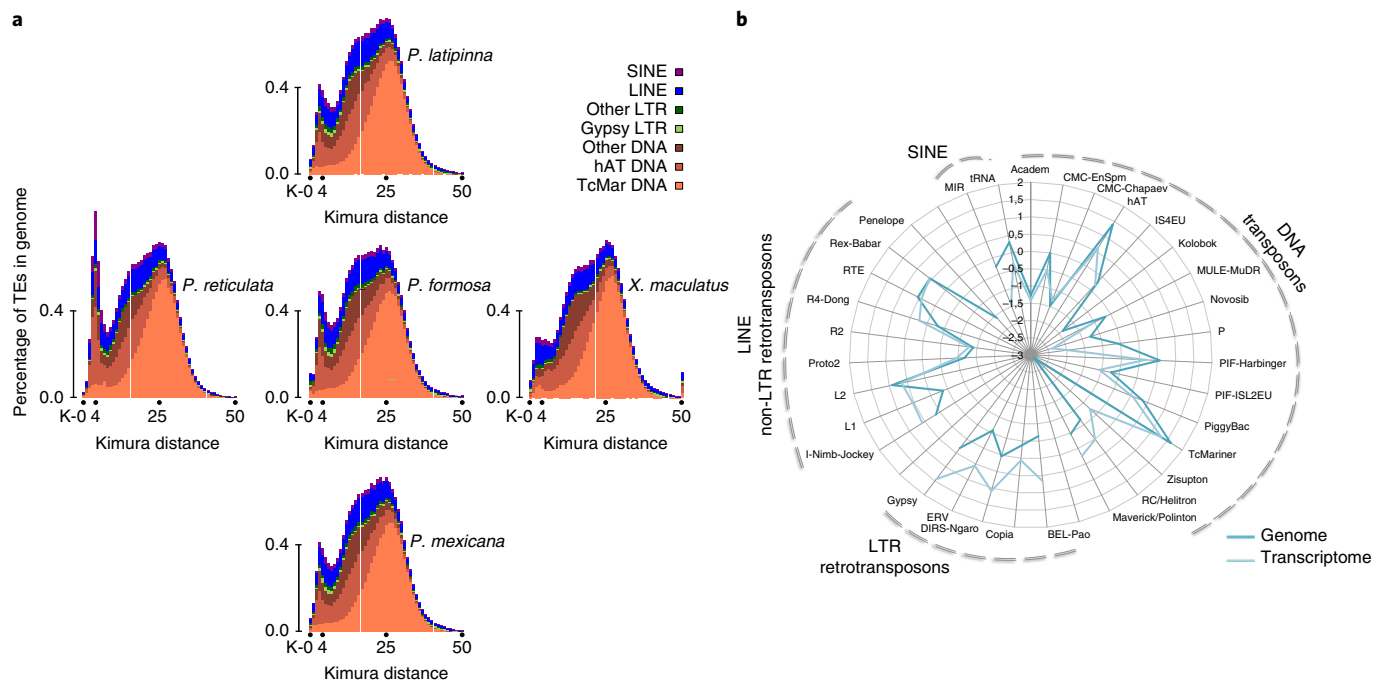 a
P. latipinna
0.4
0.0
K-0 4 25 50
Kimura distance
SINE
LINE
Other LTR
Gypsy LTR
Other DNA
hAT DNA
TcMar DNA
Percentage of TEs in genome
P. reticulata
0.4
0.0
K-0 4 25 50
Kimura distance
P. formosa
0.4
0.0
K-0 4 25 50
Kimura distance
X. maculatus
0.4
0.0
K-0 4 25 50
Kimura distance
P. mexicana
0.4
0.0
K-0 4 25 50
Kimura distance
b
SINE
DNA
transposons
LTR
retrotransposons
LINE
non-LTR retrotransposons
Academ
CMC-EnSpm
CMC-Chapaev
hAT
IS4EU
Kolobok
MULE-MuDR
Novosib
P
PIF-Harbinger
PIF-ISL2EU
PiggyBac
TcMariner
Zisupton
RC/Helitron
Maverick/Polinton
BEL-Pao
Copia
DIRS-Ngaro
ERV
Gypsy
I-Nimb-Jockey
L1
L2
Proto2
R2
R4-Dong
RTE
Rex-Babar
Penelope
MIR
tRNA
2
1,5
1
0,5
0
−0,5
−1
−1,5
−2
−2,5
−3
Genome
Transcriptome